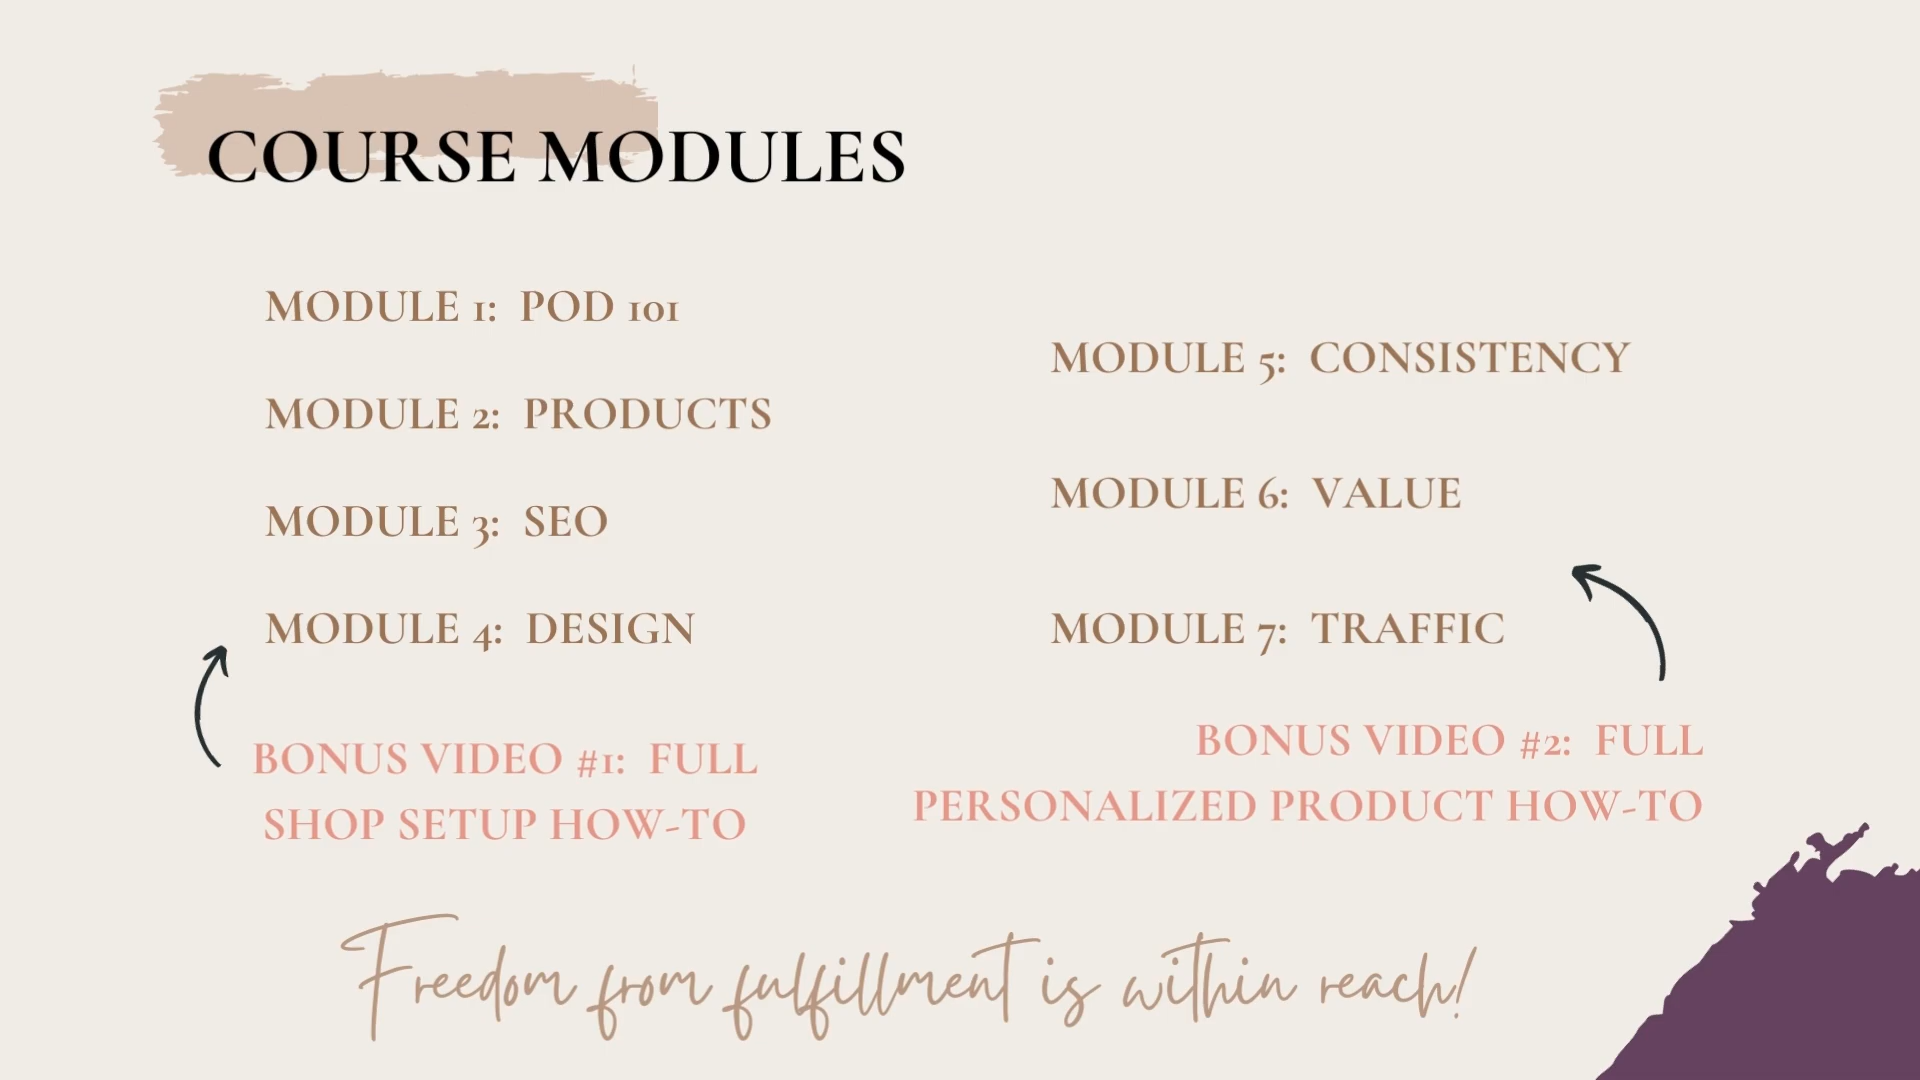 COURSE MODULES
MODULE 1: POD 101
MODULE 2: PRODUCTS
MODULE 3: SEO
MODULE 4: DESIGN
BONUS VIDEO #1: FULL
SHOP SETUP HOW-TO
MODULE 5: CONSISTENCY
MODULE 6: VALUE
MODULE 7: TRAFFIC
BONUS VIDEO #2: FULL
PERSONALIZED PRODUCT HOW-TO
Freedom from fulfillment is within reach!